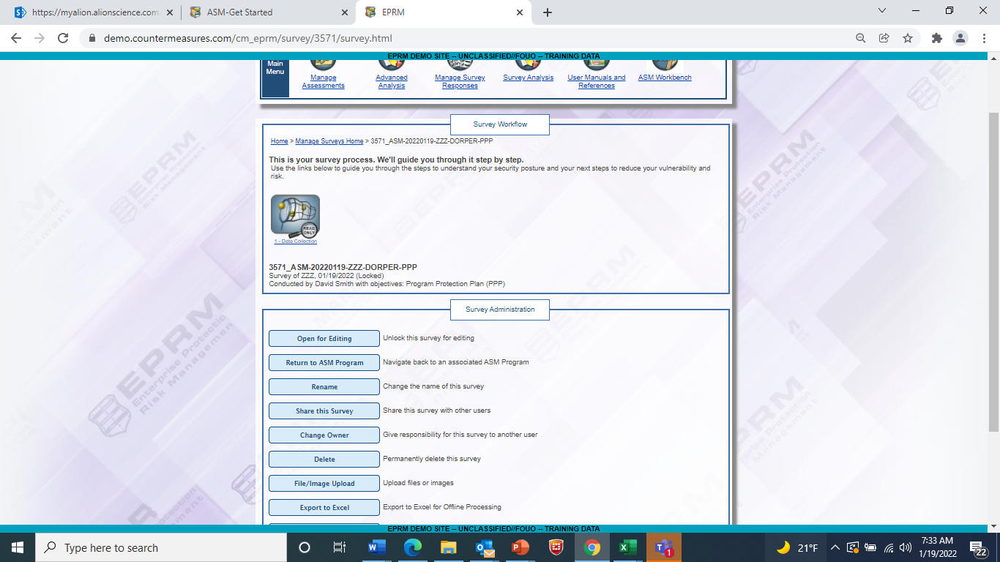 https://myalion.alionscience.com
ASM-Get Started
EPRM
demo.countermeasures.com/cm_eprm/survey/3571/survey.html
EPRM DEMO SITE -- UNCLASSIFIED//FOUO -- TRAINING DATA
Main
Menu
Manage
Assessments
Advanced
Analysis
Manage Survey
Responses
Survey Analysis
User Manuals and
References
ASM Workbench
Survey Workflow
Home > Manage Surveys Home > 3571_ASM-20220119-ZZZ-DORPER-PPP
This is your survey process. We'll guide you through it step by step.
Use the links below to guide you through the steps to understand your security posture and your next steps to reduce your vulnerability and
risk.
READ
ONLY
1 - Data Collection
3571_ASM-20220119-ZZZ-DORPER-PPP
Survey of ZZZ, 01/19/2022 (Locked)
Conducted by David Smith with objectives: Program Protection Plan (PPP)
Survey Administration
Open for Editing Unlock this survey for editing
Return to ASM Program Navigate back to an associated ASM Program
Rename Change the name of this survey
Share this Survey Share this survey with other users
Change Owner Give responsibility for this survey to another user
Delete Permanently delete this survey
File/Image Upload Upload files or images
Export to Excel Export to Excel for Offline Processing
EPRM
Enterprise Protection
Risk Management
EPRM DEMO SITE -- UNCLASSIFIED//FOUO -- TRAINING DATA
Type here to search
21°F
7:33 AM
1/19/2022
22
1